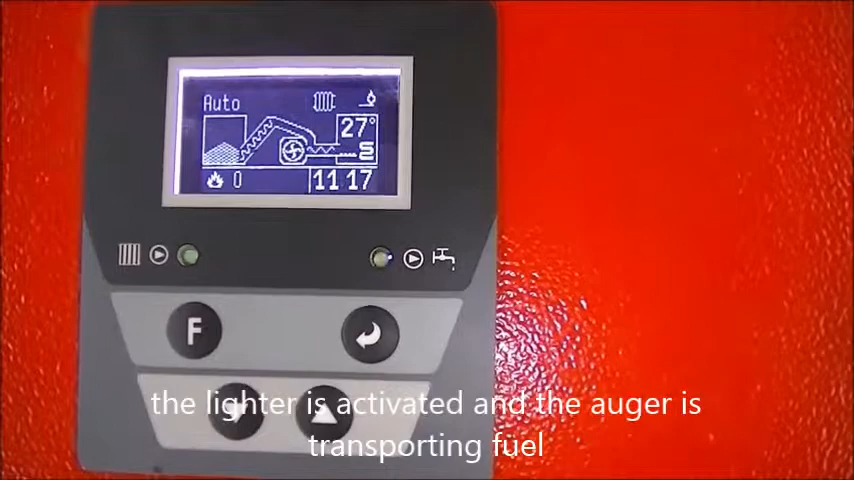 Auto
27°
0
11 17
F
the lighter is activated and the auger is
transporting fuel